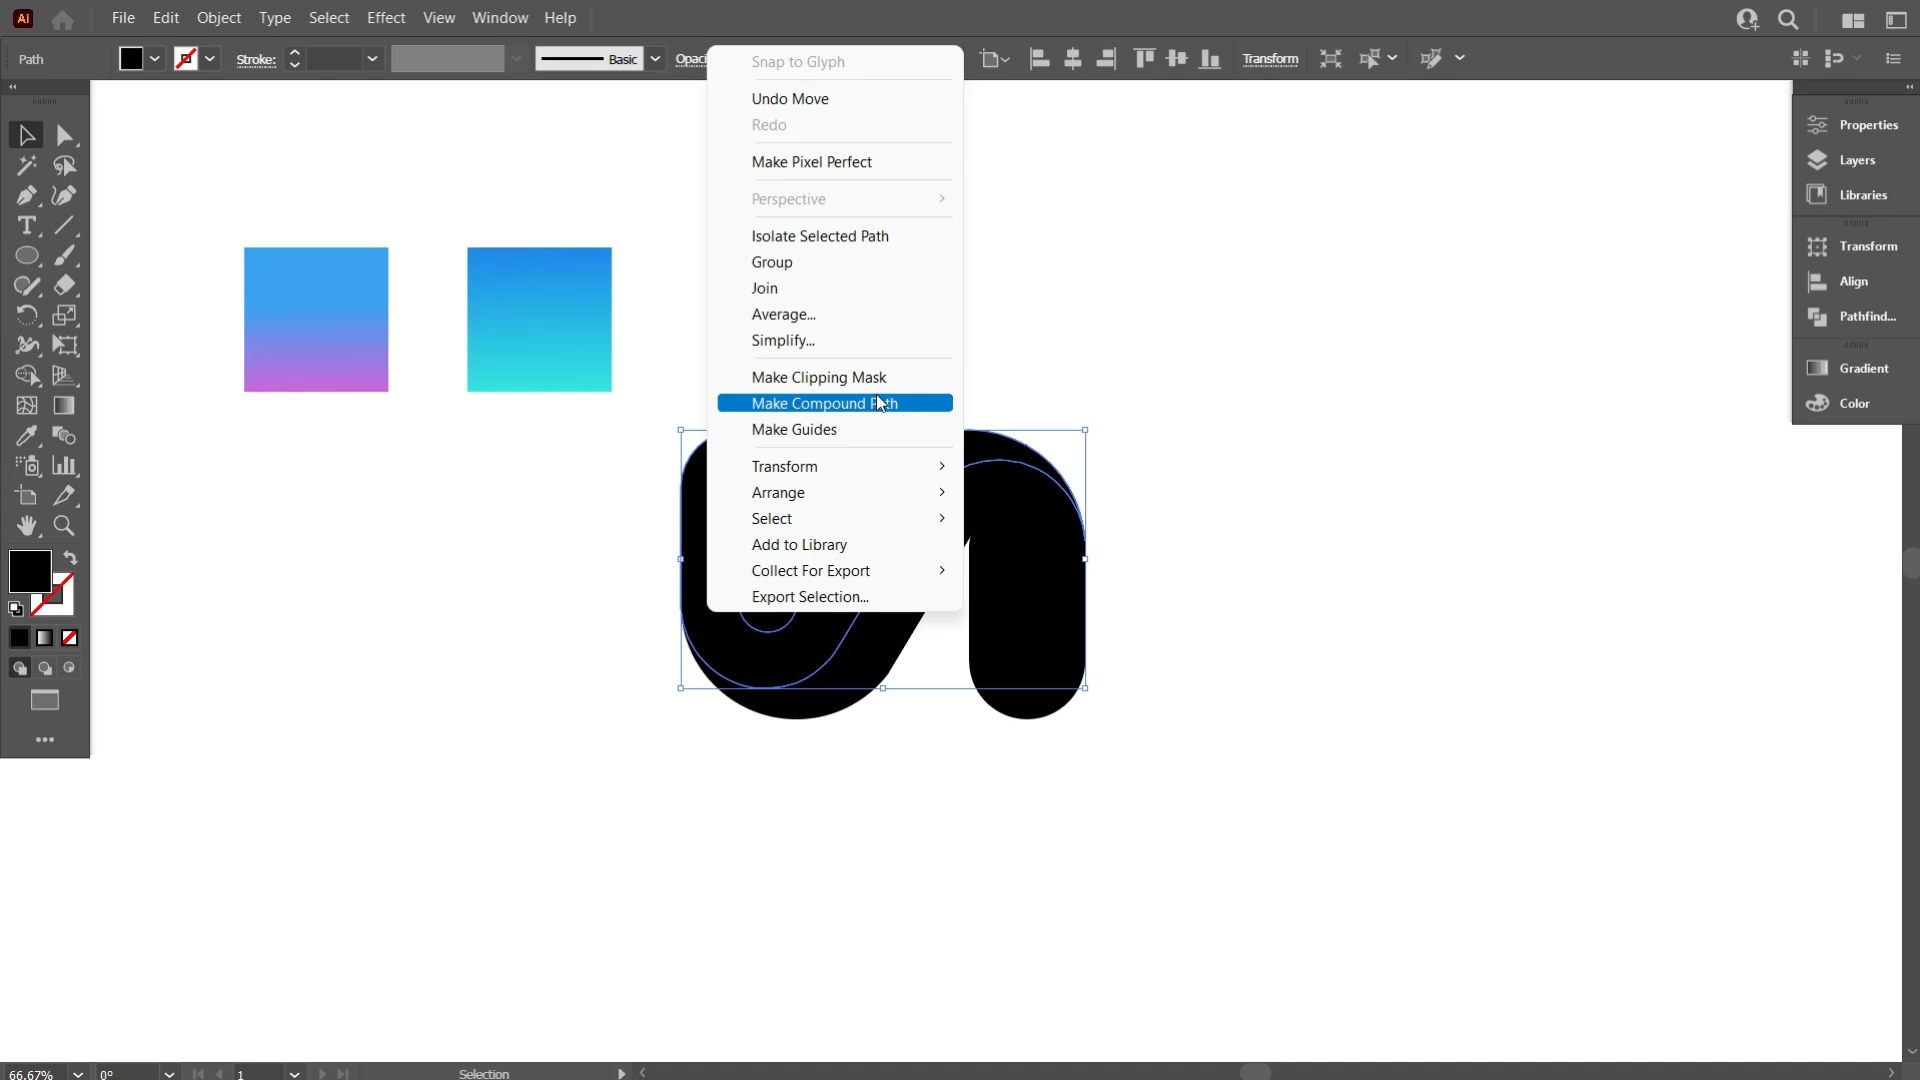 Ai File Edit Object Type Select Effect View Window Help
Path Stroke: Basic Opaci Transform
Snap to Glyph
Undo Move
Redo
Make Pixel Perfect
Perspective
Isolate Selected Path
Group
Join
Average...
Simplify...
Make Clipping Mask
Make Compound Path
Make Guides
Transform
Arrange
Select
Add to Library
Collect For Export
Export Selection...
Properties
Layers
Libraries
Transform
Align
Pathfind...
Gradient
Color
66.67% 0° 1 Selection